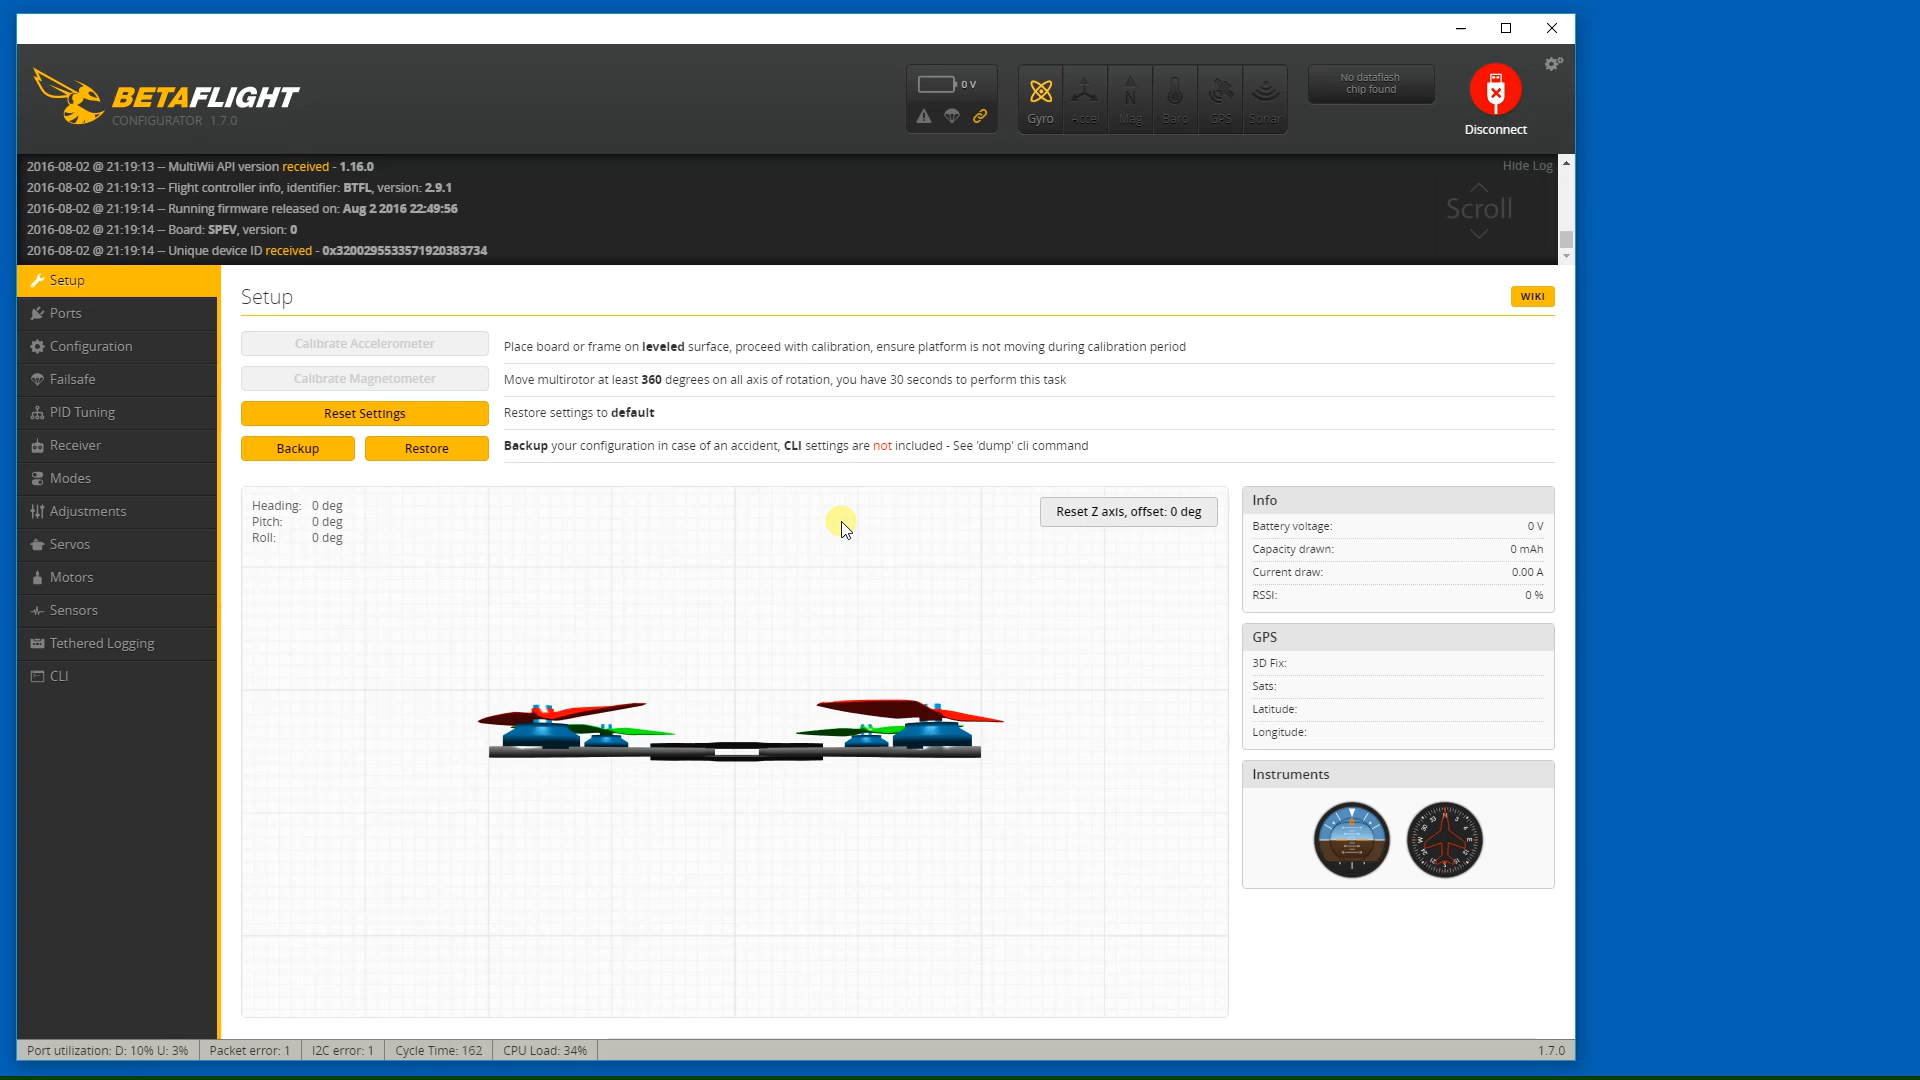 BETAFLIGHT
CONFIGURATOR 1.7.0
0 V
Gyro
Accel
Mag
Baro
GPS
Sonar
No dataflash
chip found
Disconnect
2016-08-02 @ 21:19:13 -- MultiWii API version received - 1.16.0
2016-08-02 @ 21:19:13 -- Flight controller info, identifier: BTFL, version: 2.9.1
2016-08-02 @ 21:19:14 -- Running firmware released on: Aug 2 2016 22:49:56
2016-08-02 @ 21:19:14 -- Board: SPEV, version: 0
2016-08-02 @ 21:19:14 -- Unique device ID received - 0x3200295533571920383734
Hide Log
Scroll
Setup
Ports
Configuration
Failsafe
PID Tuning
Receiver
Modes
Adjustments
Servos
Motors
Sensors
Tethered Logging
CLI
Setup
WIKI
Calibrate Accelerometer
Place board or frame on leveled surface, proceed with calibration, ensure platform is not moving during calibration period
Calibrate Magnetometer
Move multirotor at least 360 degrees on all axis of rotation, you have 30 seconds to perform this task
Reset Settings
Restore settings to default
Backup
Restore
Backup your configuration in case of an accident, CLI settings are not included - See 'dump' cli command
Heading: 0 deg
Pitch: 0 deg
Roll: 0 deg
Reset Z axis, offset: 0 deg
Info
Battery voltage: 0 V
Capacity drawn: 0 mAh
Current draw: 0.00 A
RSSI: 0 %
GPS
3D Fix:
Sats:
Latitude:
Longitude:
Instruments
Port utilization: D: 10% U: 3%
Packet error: 1
I2C error: 1
Cycle Time: 162
CPU Load: 34%
1.7.0